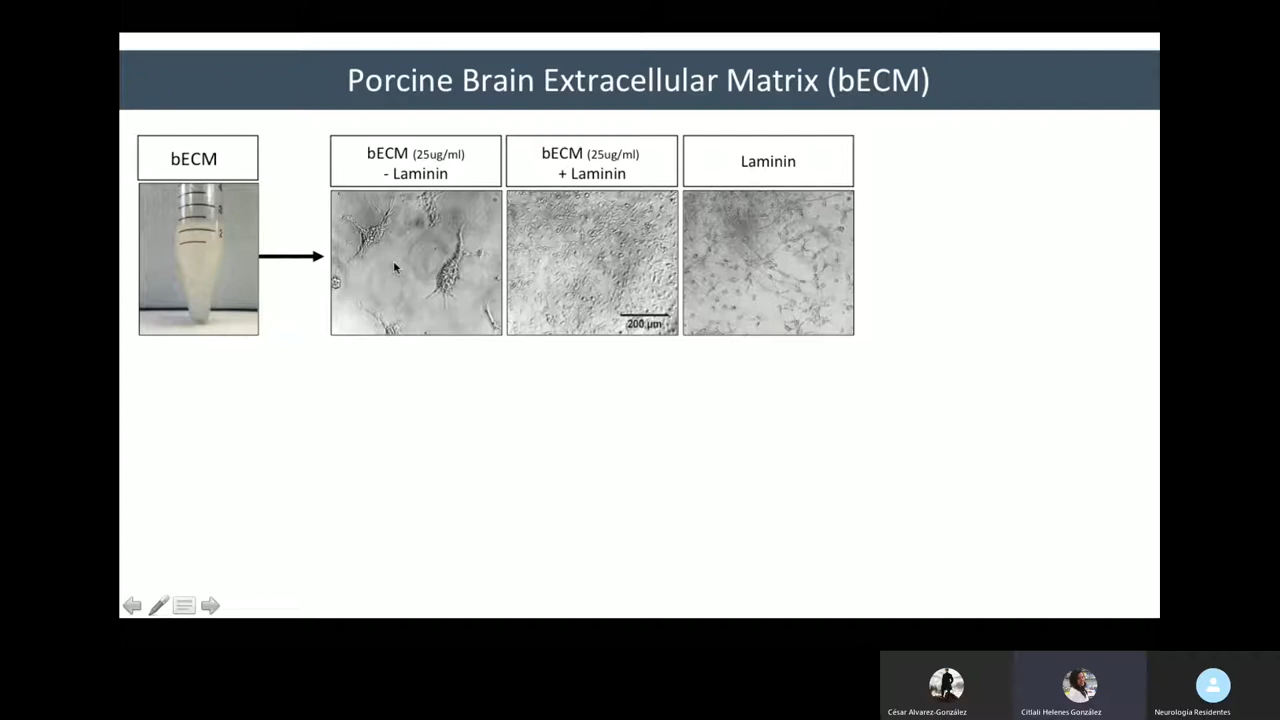 Porcine Brain Extracellular Matrix (bECM)
bECM
bECM (25ug/ml)
- Laminin
bECM (25ug/ml)
+ Laminin
Laminin
200 µm
César Alvarez-González
Citlali Helenes González
Neurología Residentes